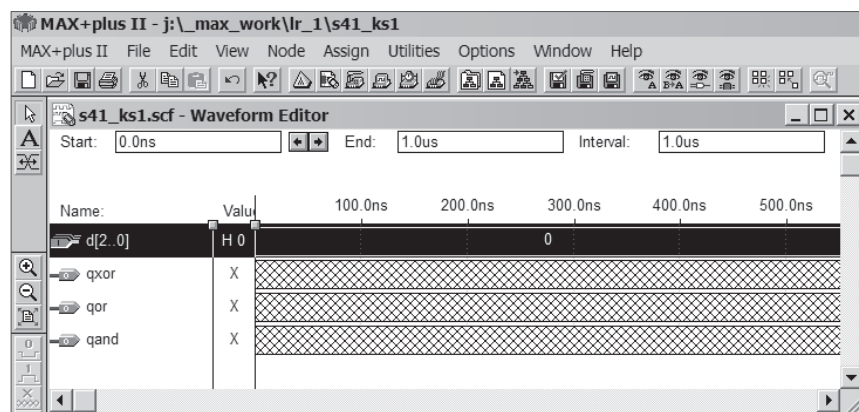 MAX+plus II - j:\_max_work\lr_1\s41_ks1
MAX+plus II File Edit View Node Assign Utilities Options Window Help
s41_ks1.scf - Waveform Editor
Start: 0.0ns End: 1.0us Interval: 1.0us
100.0ns 200.0ns 300.0ns 400.0ns 500.0ns
Name: Valu
d[2..0] H 0 0
qxor X
qor X
qand X